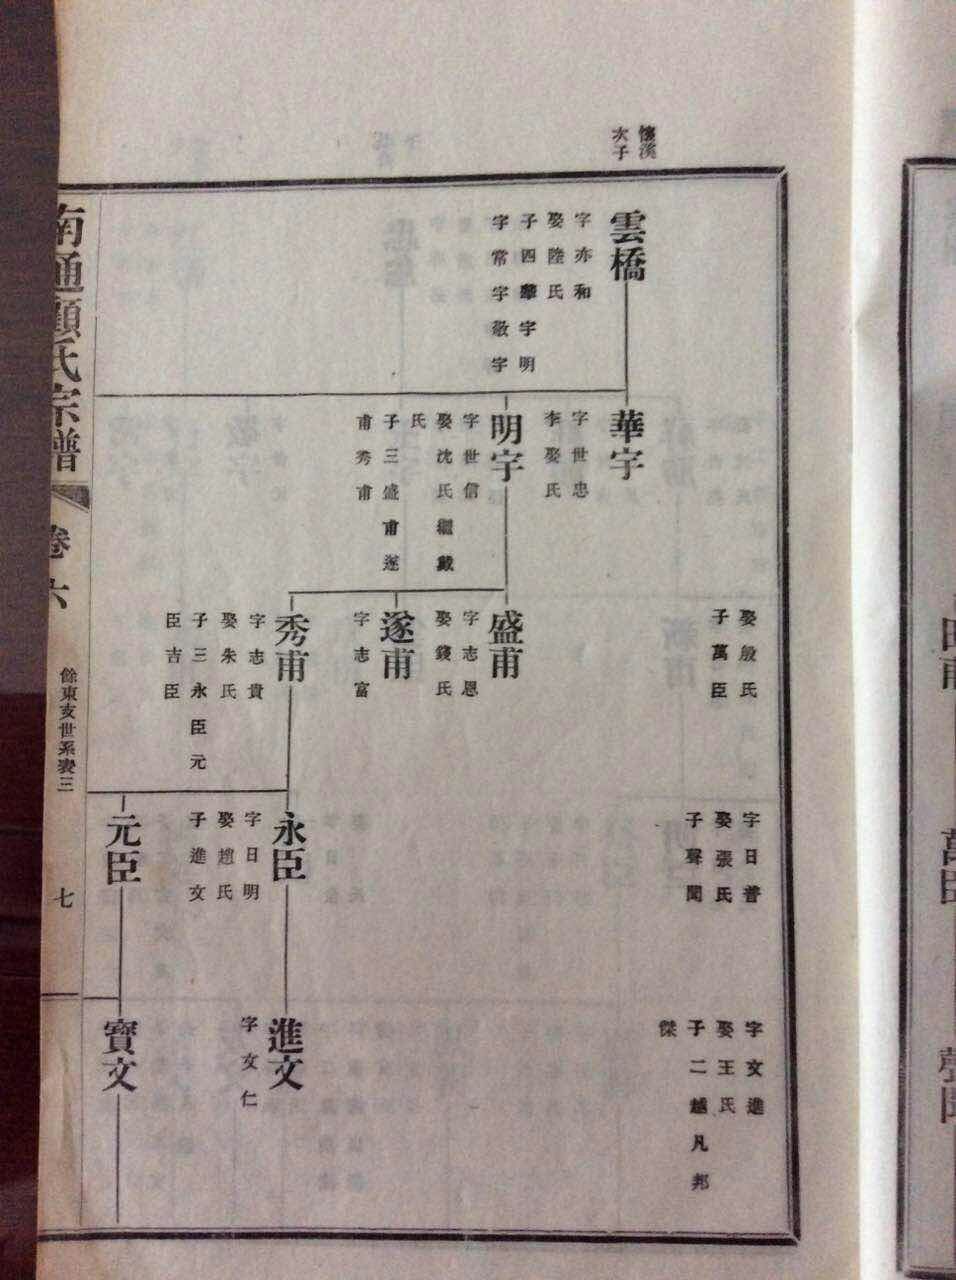 懷溪
次子
雲橋
字亦和
娶陸氏
子四華字明
字常字敬字
華宇
字世忠
李娶氏
明宇
字世信
娶沈氏繼戴
氏
子三盛甫遂
甫秀甫
娶殷氏
子萬臣
盛甫
字志恩
娶錢氏
遂甫
字志富
秀甫
字志貴
娶朱氏
子三永臣元
臣吉臣
字日普
娶張氏
子聲聞
永臣
字日明
娶趙氏
子進文
元臣
字文進
娶王氏
子二越凡邦
傑
進文
字文仁
寶文
南通顧氏宗譜
卷六
餘東支世系表三
七